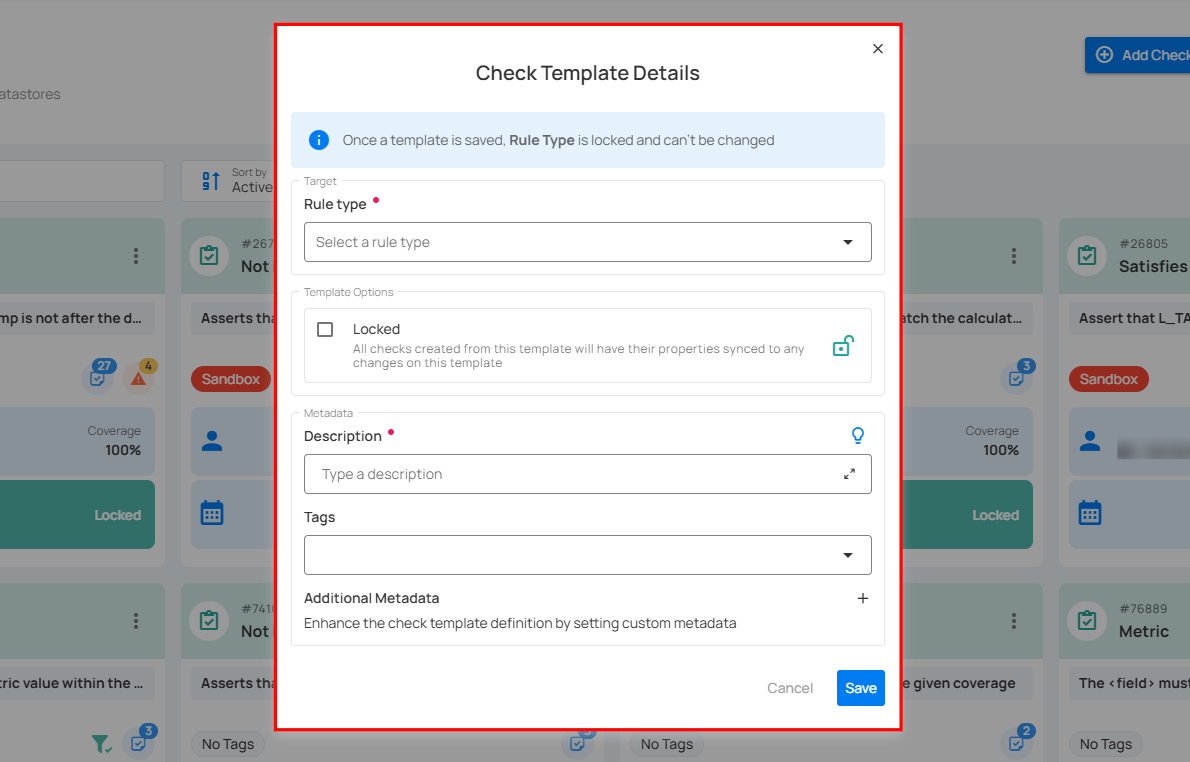 Check Template Details
Add Check
atastores
Once a template is saved, Rule Type is locked and can't be changed
Sort by
Active
Target
Rule type
Select a rule type
#267
Not
#26805
Satisfies
Template Options
Locked
All checks created from this template will have their properties synced to any
changes on this template
mp is not after the d...
Asserts tha
atch the calculat...
Assert that L_TA
27
4
Sandbox
3
Sandbox
Metadata
Description
Type a description
Coverage
100%
Coverage
100%
Locked
Locked
Tags
Additional Metadata
Enhance the check template definition by setting custom metadata
#7410
Not
#76889
Metric
tric value within the ...
Asserts tha
e given coverage
The <field> must
Cancel
Save
3
No Tags
No Tags
2
No Tags